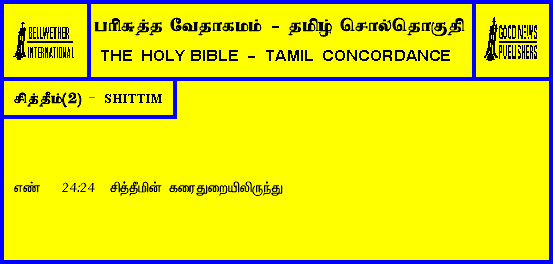 BELLWETHER
INTERNATIONAL
பரிசுத்த வேதாகமம் - தமிழ் சொல்தொகுதி
THE HOLY BIBLE - TAMIL CONCORDANCE
GOOD NEWS
PUBLISHERS
சித்தீம்(2) - SHITTIM
எண் 24:24 சித்தீமின் கரைதுறையிலிருந்து